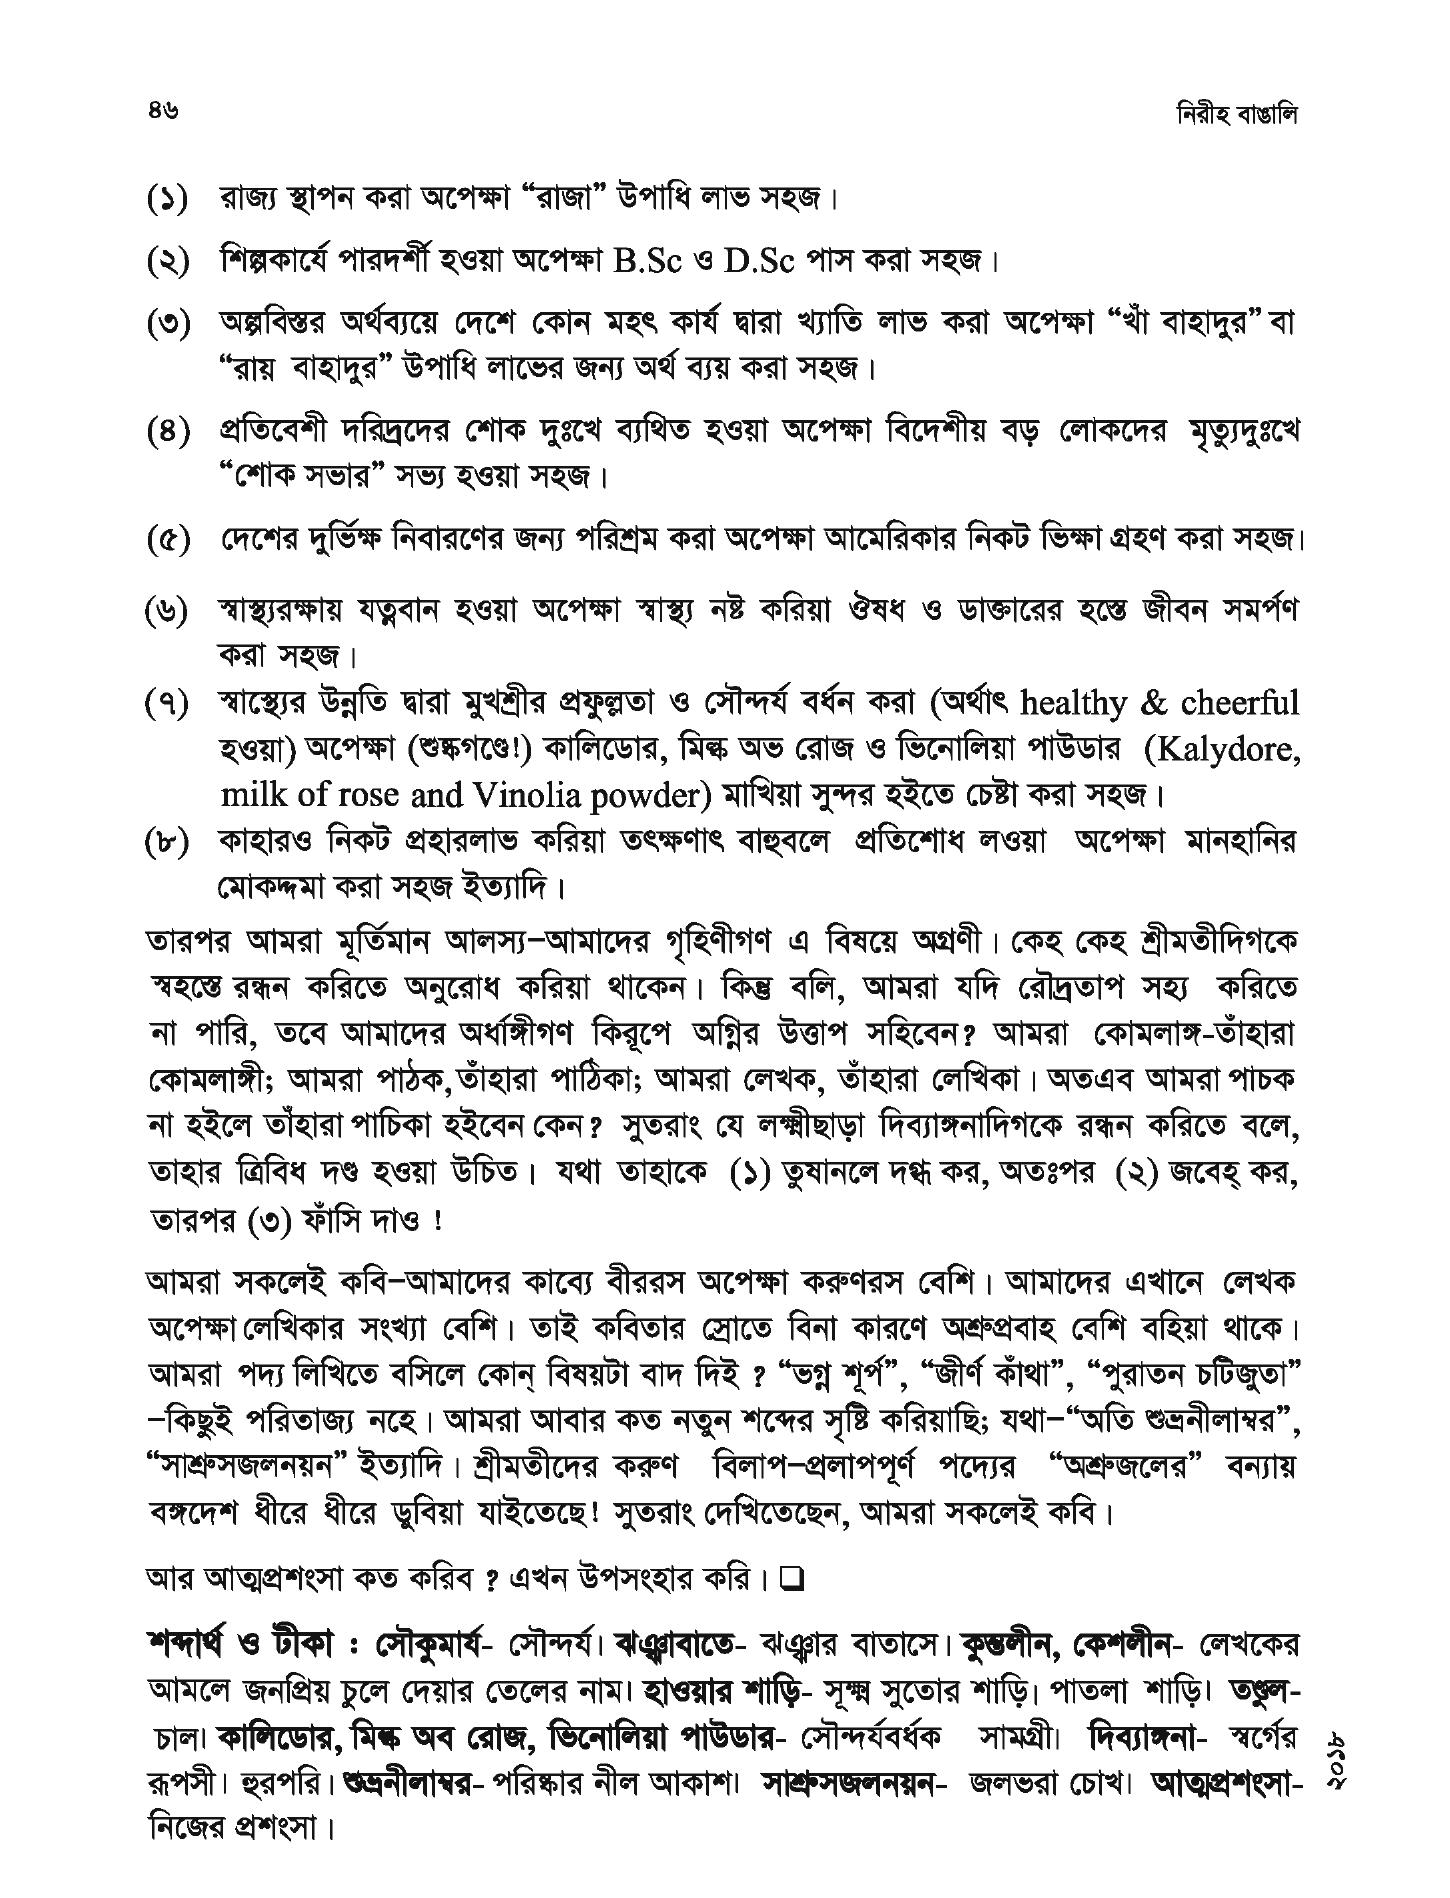 ৪৬
নিরীহ বাঙালি
(১) রাজ্য স্থাপন করা অপেক্ষা “রাজা” উপাধি লাভ সহজ।
(২) শিল্পকার্যে পারদর্শী হওয়া অপেক্ষা B.Sc ও D.Sc পাস করা সহজ।
(৩) অল্পবিস্তর অর্থব্যয়ে দেশে কোন মহৎ কার্য দ্বারা খ্যাতি লাভ করা অপেক্ষা “খাঁ বাহাদুর” বা
“রায় বাহাদুর” উপাধি লাভের জন্য অর্থ ব্যয় করা সহজ।
(৪) প্রতিবেশী দরিদ্রদের শোক দুঃখে ব্যথিত হওয়া অপেক্ষা বিদেশীয় বড় লোকদের মৃত্যুদুঃখে
“শোক সভার” সভ্য হওয়া সহজ।
(৫) দেশের দুর্ভিক্ষ নিবারণের জন্য পরিশ্রম করা অপেক্ষা আমেরিকার নিকট ভিক্ষা গ্রহণ করা সহজ।
(৬) স্বাস্থ্যরক্ষায় যত্নবান হওয়া অপেক্ষা স্বাস্থ্য নষ্ট করিয়া ঔষধ ও ডাক্তারের হস্তে জীবন সমর্পণ
করা সহজ।
(৭) স্বাস্থ্যের উন্নতি দ্বারা মুখশ্রীর প্রফুল্লতা ও সৌন্দর্য বর্ধন করা (অর্থাৎ healthy & cheerful
হওয়া) অপেক্ষা (শুষ্কগণ্ডে!) কালিডোর, মিল্ক অভ রোজ ও ভিনোলিয়া পাউডার (Kalydore,
milk of rose and Vinolia powder) মাখিয়া সুন্দর হইতে চেষ্টা করা সহজ।
(৮) কাহারও নিকট প্রহারলাভ করিয়া তৎক্ষণাৎ বাহুবলে প্রতিশোধ লওয়া অপেক্ষা মানহানির
মোকদ্দমা করা সহজ ইত্যাদি।
তারপর আমরা মূর্তিমান আলস্য–আমাদের গৃহিণীগণ এ বিষয়ে অগ্রণী। কেহ কেহ শ্রীমতীদিগকে
স্বহস্তে রন্ধন করিতে অনুরোধ করিয়া থাকেন। কিন্তু বলি, আমরা যদি রৌদ্রতাপ সহ্য করিতে
না পারি, তবে আমাদের অর্ধাঙ্গীগণ কিরূপে অগ্নির উত্তাপ সহিবেন? আমরা কোমলাঙ্গ-তাঁহারা
কোমলাঙ্গী; আমরা পাঠক,তাঁহারা পাঠিকা; আমরা লেখক, তাঁহারা লেখিকা। অতএব আমরা পাচক
না হইলে তাঁহারা পাচিকা হইবেন কেন? সুতরাং যে লক্ষ্মীছাড়া দিব্যাঙ্গনাদিগকে রন্ধন করিতে বলে,
তাহার ত্রিবিধ দণ্ড হওয়া উচিত। যথা তাহাকে (১) তুষানলে দগ্ধ কর, অতঃপর (২) জবেহ্ কর,
তারপর (৩) ফাঁসি দাও !
আমরা সকলেই কবি–আমাদের কাব্যে বীররস অপেক্ষা করুণরস বেশি। আমাদের এখানে লেখক
অপেক্ষা লেখিকার সংখ্যা বেশি। তাই কবিতার স্রোতে বিনা কারণে অশ্রুপ্রবাহ বেশি বহিয়া থাকে।
আমরা পদ্য লিখিতে বসিলে কোন্ বিষয়টা বাদ দিই ? “ভগ্ন শূর্প”, “জীর্ণ কাঁথা”, “পুরাতন চটিজুতা”
–কিছুই পরিতাজ্য নহে। আমরা আবার কত নতুন শব্দের সৃষ্টি করিয়াছি; যথা–“অতি শুভ্রনীলাম্বর”,
“সাশ্রুসজলনয়ন” ইত্যাদি। শ্রীমতীদের করুণ বিলাপ–প্রলাপপূর্ণ পদ্যের “অশ্রুজলের” বন্যায়
বঙ্গদেশ ধীরে ধীরে ডুবিয়া যাইতেছে! সুতরাং দেখিতেছেন, আমরা সকলেই কবি।
আর আত্মপ্রশংসা কত করিব ? এখন উপসংহার করি। ❑
শব্দার্থ ও টীকা : সৌকুমার্য- সৌন্দর্য। ঝঞ্ঝাবাতে- ঝঞ্ঝার বাতাসে। কুন্তলীন, কেশলীন- লেখকের
আমলে জনপ্রিয় চুলে দেয়ার তেলের নাম। হাওয়ার শাড়ি- সূক্ষ্ম সুতোর শাড়ি। পাতলা শাড়ি। তণ্ডুল-
চাল। কালিডোর, মিল্ক অব রোজ, ভিনোলিয়া পাউডার- সৌন্দর্যবর্ধক সামগ্রী। দিব্যাঙ্গনা- স্বর্গের
রূপসী। হুরপরি। শুভ্রনীলাম্বর- পরিষ্কার নীল আকাশ। সাশ্রুসজলনয়ন- জলভরা চোখ। আত্মপ্রশংসা-
নিজের প্রশংসা।
২০১৮